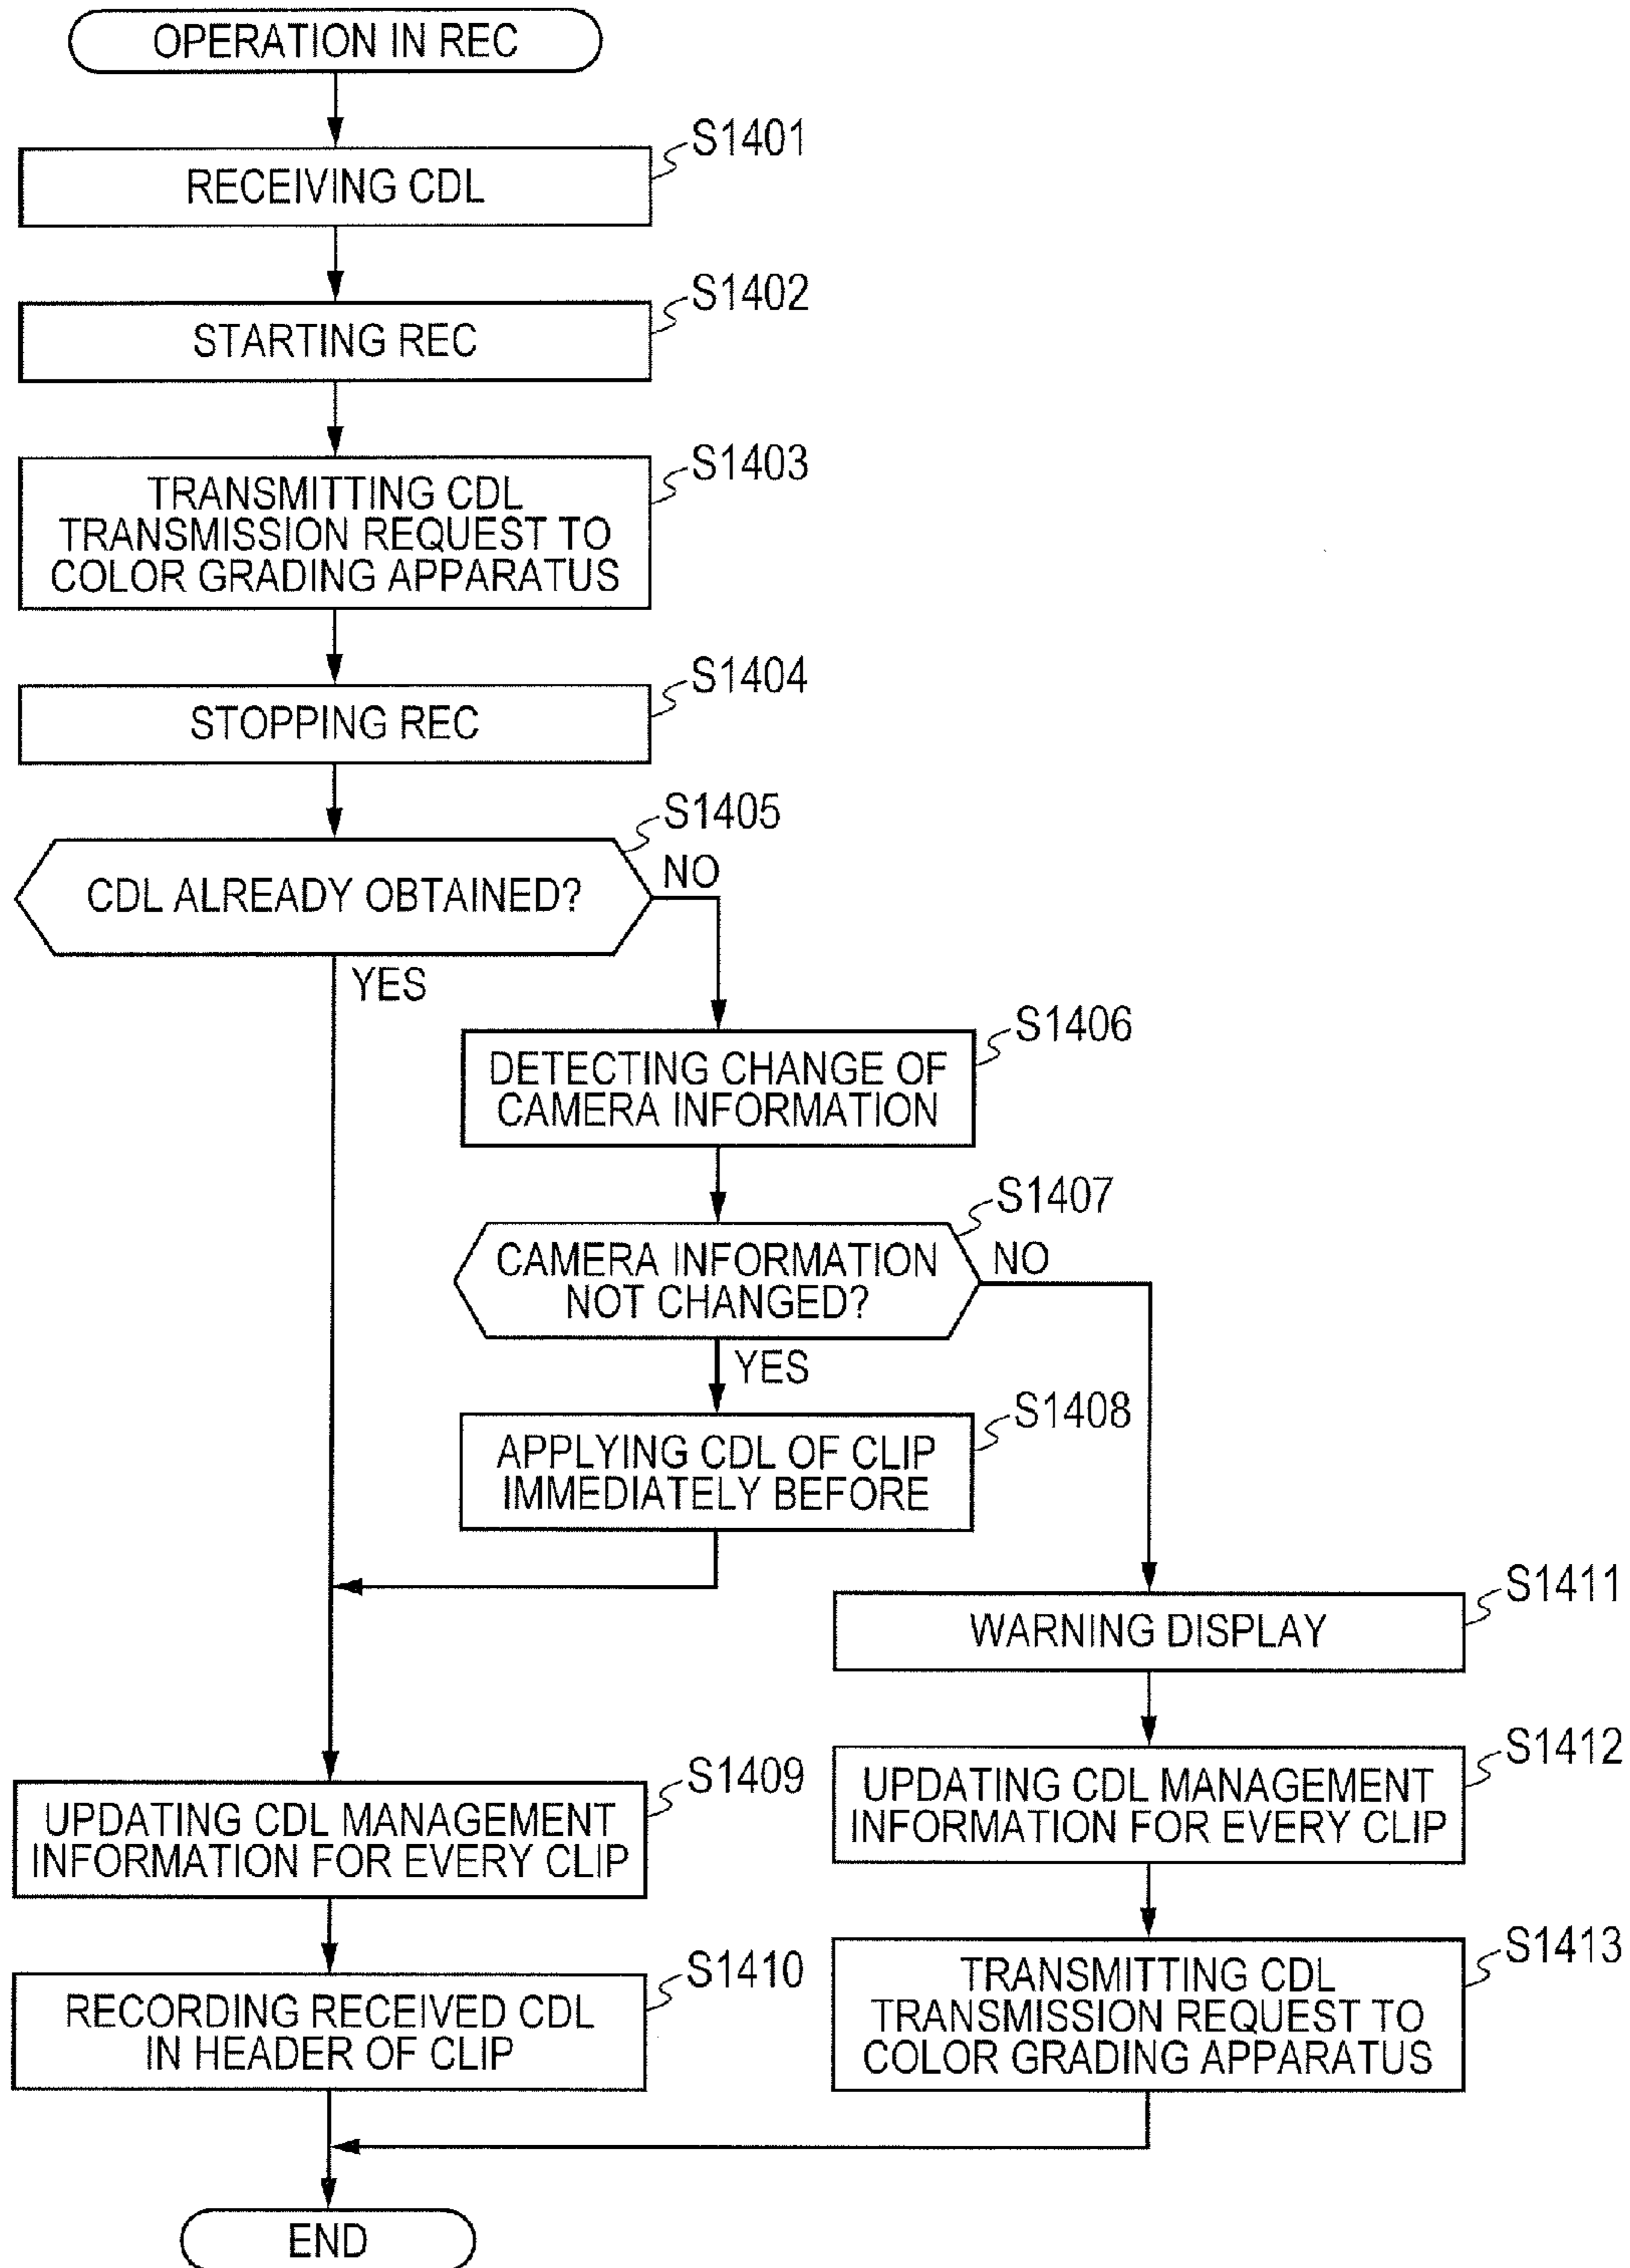 OPERATION IN REC
S1401
RECEIVING CDL
S1402
STARTING REC
S1403
TRANSMITTING CDL
TRANSMISSION REQUEST TO
COLOR GRADING APPARATUS
S1404
STOPPING REC
S1405
CDL ALREADY OBTAINED?
NO
YES
S1406
DETECTING CHANGE OF
CAMERA INFORMATION
S1407
CAMERA INFORMATION
NOT CHANGED?
NO
YES
S1408
APPLYING CDL OF CLIP
IMMEDIATELY BEFORE
S1411
WARNING DISPLAY
S1409
UPDATING CDL MANAGEMENT
INFORMATION FOR EVERY CLIP
S1412
UPDATING CDL MANAGEMENT
INFORMATION FOR EVERY CLIP
S1410
RECORDING RECEIVED CDL
IN HEADER OF CLIP
S1413
TRANSMITTING CDL
TRANSMISSION REQUEST TO
COLOR GRADING APPARATUS
END